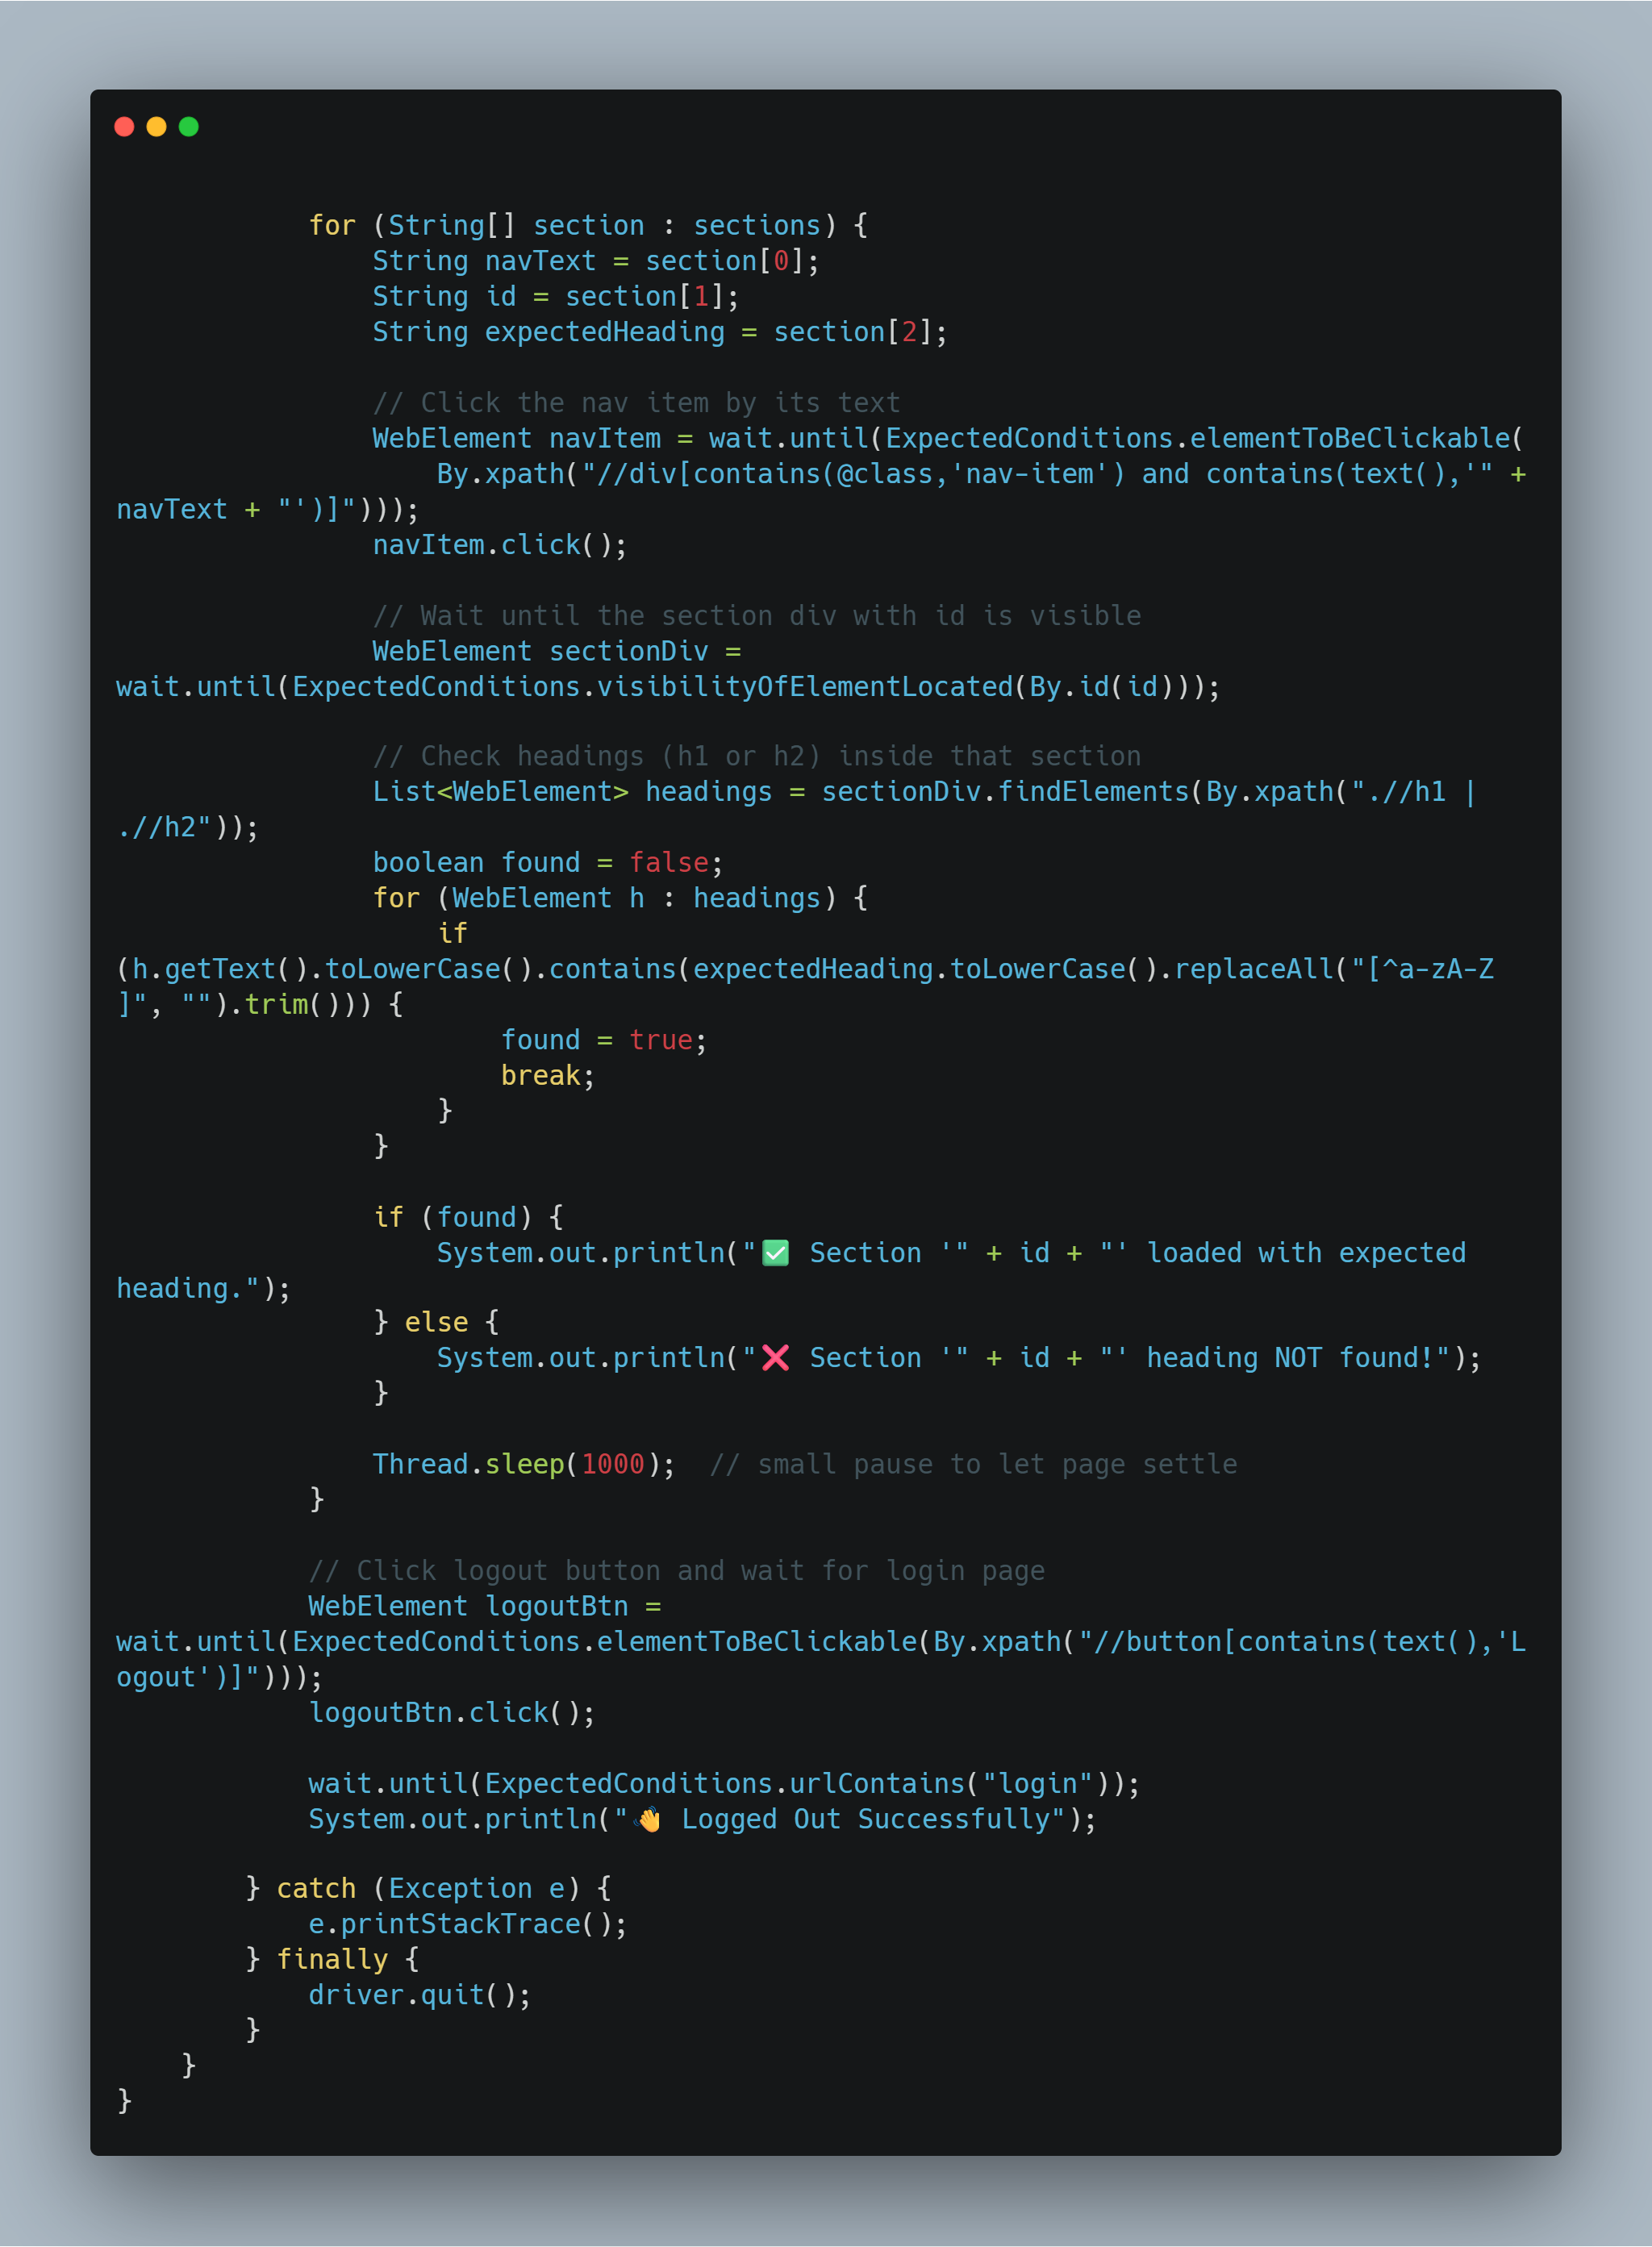 for (String[] section : sections) {
                String navText = section[0];
                String id = section[1];
                String expectedHeading = section[2];

                // Click the nav item by its text
                WebElement navItem = wait.until(ExpectedConditions.elementToBeClickable(
                    By.xpath("//div[contains(@class,'nav-item') and contains(text(),'" +
navText + "')]")));
                navItem.click();

                // Wait until the section div with id is visible
                WebElement sectionDiv =
wait.until(ExpectedConditions.visibilityOfElementLocated(By.id(id)));

                // Check headings (h1 or h2) inside that section
                List<WebElement> headings = sectionDiv.findElements(By.xpath(".//h1 |
.//h2"));
                boolean found = false;
                for (WebElement h : headings) {
                    if
(h.getText().toLowerCase().contains(expectedHeading.toLowerCase().replaceAll("[^a-zA-Z
]", "").trim())) {
                        found = true;
                        break;
                    }
                }

                if (found) {
                    System.out.println("✅ Section '" + id + "' loaded with expected
heading.");
                } else {
                    System.out.println("❌ Section '" + id + "' heading NOT found!");
                }

                Thread.sleep(1000);  // small pause to let page settle
            }

            // Click logout button and wait for login page
            WebElement logoutBtn =
wait.until(ExpectedConditions.elementToBeClickable(By.xpath("//button[contains(text(),'L
ogout')]")));
            logoutBtn.click();

            wait.until(ExpectedConditions.urlContains("login"));
            System.out.println("👋 Logged Out Successfully");

        } catch (Exception e) {
            e.printStackTrace();
        } finally {
            driver.quit();
        }
    }
}